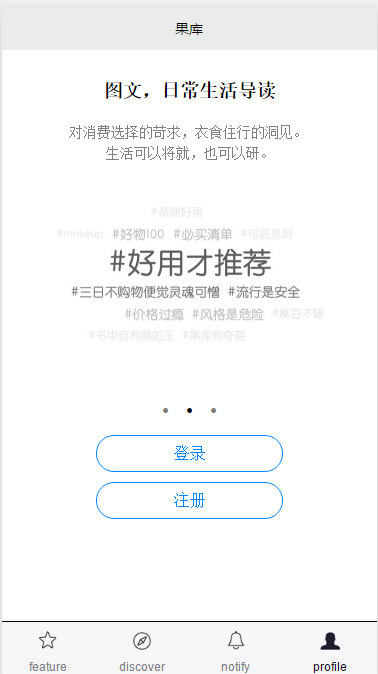 果库
图文，日常生活导读
对消费选择的苛求，衣食住行的洞见。
生活可以将就，也可以研。
#亲测好用
#makeup #好物100 #必买清单 #可能思刻
#好用才推荐
#三日不购物便觉灵魂可憎 #流行是安全
#价格过瘾 #风格是危险 #麻豆不错
#书中自有颜如玉 #果库有奇葩
登录
注册
feature
discover
notify
profile